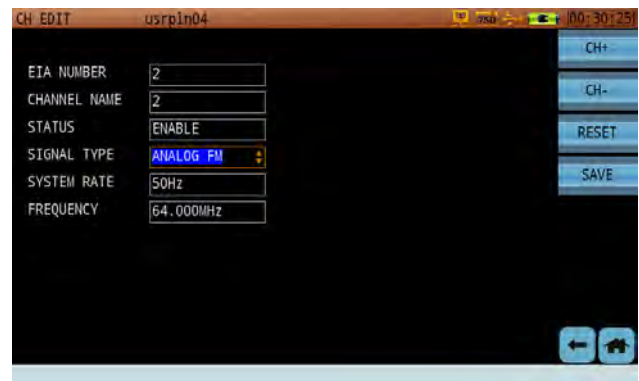 CH EDIT usrpln04 750 00:30:25
CH+
EIA NUMBER 2
CH-
CHANNEL NAME 2
STATUS ENABLE
RESET
SIGNAL TYPE ANALOG FM
SAVE
SYSTEM RATE 50Hz
FREQUENCY 64.000MHz